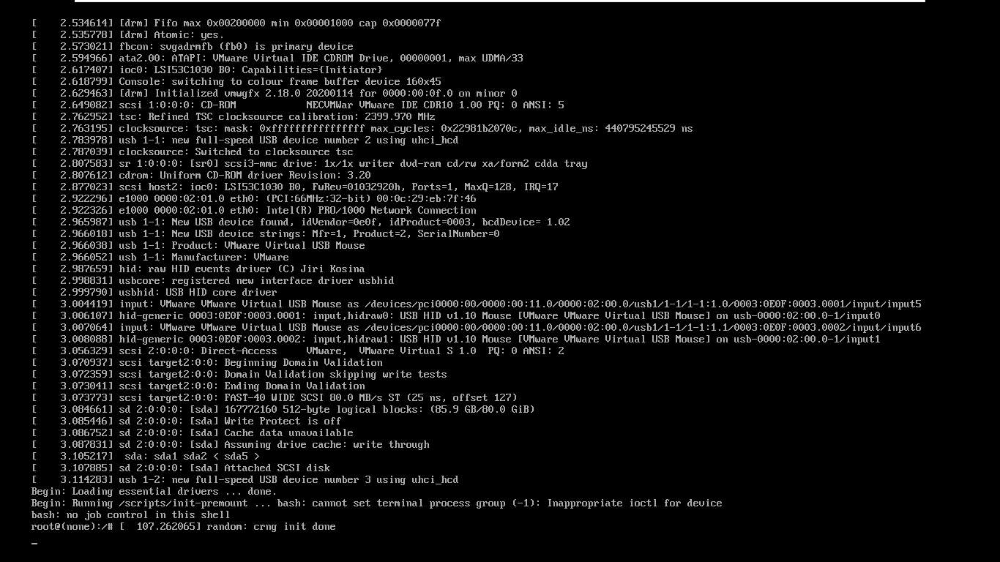 [    2.534614] [drm] Fifo max 0x00200000 min 0x00001000 cap 0x0000077f
[    2.535778] [drm] Atomic: yes.
[    2.573021] fbcon: svgadrmfb (fb0) is primary device
[    2.594966] ata2.00: ATAPI: VMware Virtual IDE CDROM Drive, 00000001, max UDMA/33
[    2.617407] ioc0: LSI53C1030 B0: Capabilities={Initiator}
[    2.618799] Console: switching to colour frame buffer device 160x45
[    2.629463] [drm] Initialized vmwgfx 2.18.0 20200114 for 0000:00:0f.0 on minor 0
[    2.649082] scsi 1:0:0:0: CD-ROM            NECVMWar VMware IDE CDR10 1.00 PQ: 0 ANSI: 5
[    2.762952] tsc: Refined TSC clocksource calibration: 2399.970 MHz
[    2.763195] clocksource: tsc: mask: 0xffffffffffffffff max_cycles: 0x22981b2070c, max_idle_ns: 440795245529 ns
[    2.783978] usb 1-1: new full-speed USB device number 2 using uhci_hcd
[    2.787039] clocksource: Switched to clocksource tsc
[    2.807583] sr 1:0:0:0: [sr0] scsi3-mmc drive: 1x/1x writer dvd-ram cd/rw xa/form2 cdda tray
[    2.807612] cdrom: Uniform CD-ROM driver Revision: 3.20
[    2.877023] scsi host2: ioc0: LSI53C1030 B0, FwRev=01032920h, Ports=1, MaxQ=128, IRQ=17
[    2.922296] e1000 0000:02:01.0 eth0: (PCI:66MHz:32-bit) 00:0c:29:eb:7f:46
[    2.922326] e1000 0000:02:01.0 eth0: Intel(R) PRO/1000 Network Connection
[    2.965987] usb 1-1: New USB device found, idVendor=0e0f, idProduct=0003, bcdDevice= 1.02
[    2.966018] usb 1-1: New USB device strings: Mfr=1, Product=2, SerialNumber=0
[    2.966038] usb 1-1: Product: VMware Virtual USB Mouse
[    2.966052] usb 1-1: Manufacturer: VMware
[    2.987659] hid: raw HID events driver (C) Jiri Kosina
[    2.998831] usbcore: registered new interface driver usbhid
[    2.999790] usbhid: USB HID core driver
[    3.004419] input: VMware VMware Virtual USB Mouse as /devices/pci0000:00/0000:00:11.0/0000:02:00.0/usb1/1-1/1-1:1.0/0003:0E0F:0003.0001/input/input5
[    3.006107] hid-generic 0003:0E0F:0003.0001: input,hidraw0: USB HID v1.10 Mouse [VMware VMware Virtual USB Mouse] on usb-0000:02:00.0-1/input0
[    3.007064] input: VMware VMware Virtual USB Mouse as /devices/pci0000:00/0000:00:11.0/0000:02:00.0/usb1/1-1/1-1:1.1/0003:0E0F:0003.0002/input/input6
[    3.008088] hid-generic 0003:0E0F:0003.0002: input,hidraw1: USB HID v1.10 Mouse [VMware VMware Virtual USB Mouse] on usb-0000:02:00.0-1/input1
[    3.056329] scsi 2:0:0:0: Direct-Access     VMware,  VMware Virtual S 1.0  PQ: 0 ANSI: 2
[    3.070937] scsi target2:0:0: Beginning Domain Validation
[    3.072359] scsi target2:0:0: Domain Validation skipping write tests
[    3.073041] scsi target2:0:0: Ending Domain Validation
[    3.073773] scsi target2:0:0: FAST-40 WIDE SCSI 80.0 MB/s ST (25 ns, offset 127)
[    3.084661] sd 2:0:0:0: [sda] 167772160 512-byte logical blocks: (85.9 GB/80.0 GiB)
[    3.085446] sd 2:0:0:0: [sda] Write Protect is off
[    3.086752] sd 2:0:0:0: [sda] Cache data unavailable
[    3.087831] sd 2:0:0:0: [sda] Assuming drive cache: write through
[    3.105217]  sda: sda1 sda2 < sda5 >
[    3.107885] sd 2:0:0:0: [sda] Attached SCSI disk
[    3.114283] usb 1-2: new full-speed USB device number 3 using uhci_hcd
Begin: Loading essential drivers ... done.
Begin: Running /scripts/init-premount ... bash: cannot set terminal process group (-1): Inappropriate ioctl for device
bash: no job control in this shell
root@(none):/# [  107.262065] random: crng init done